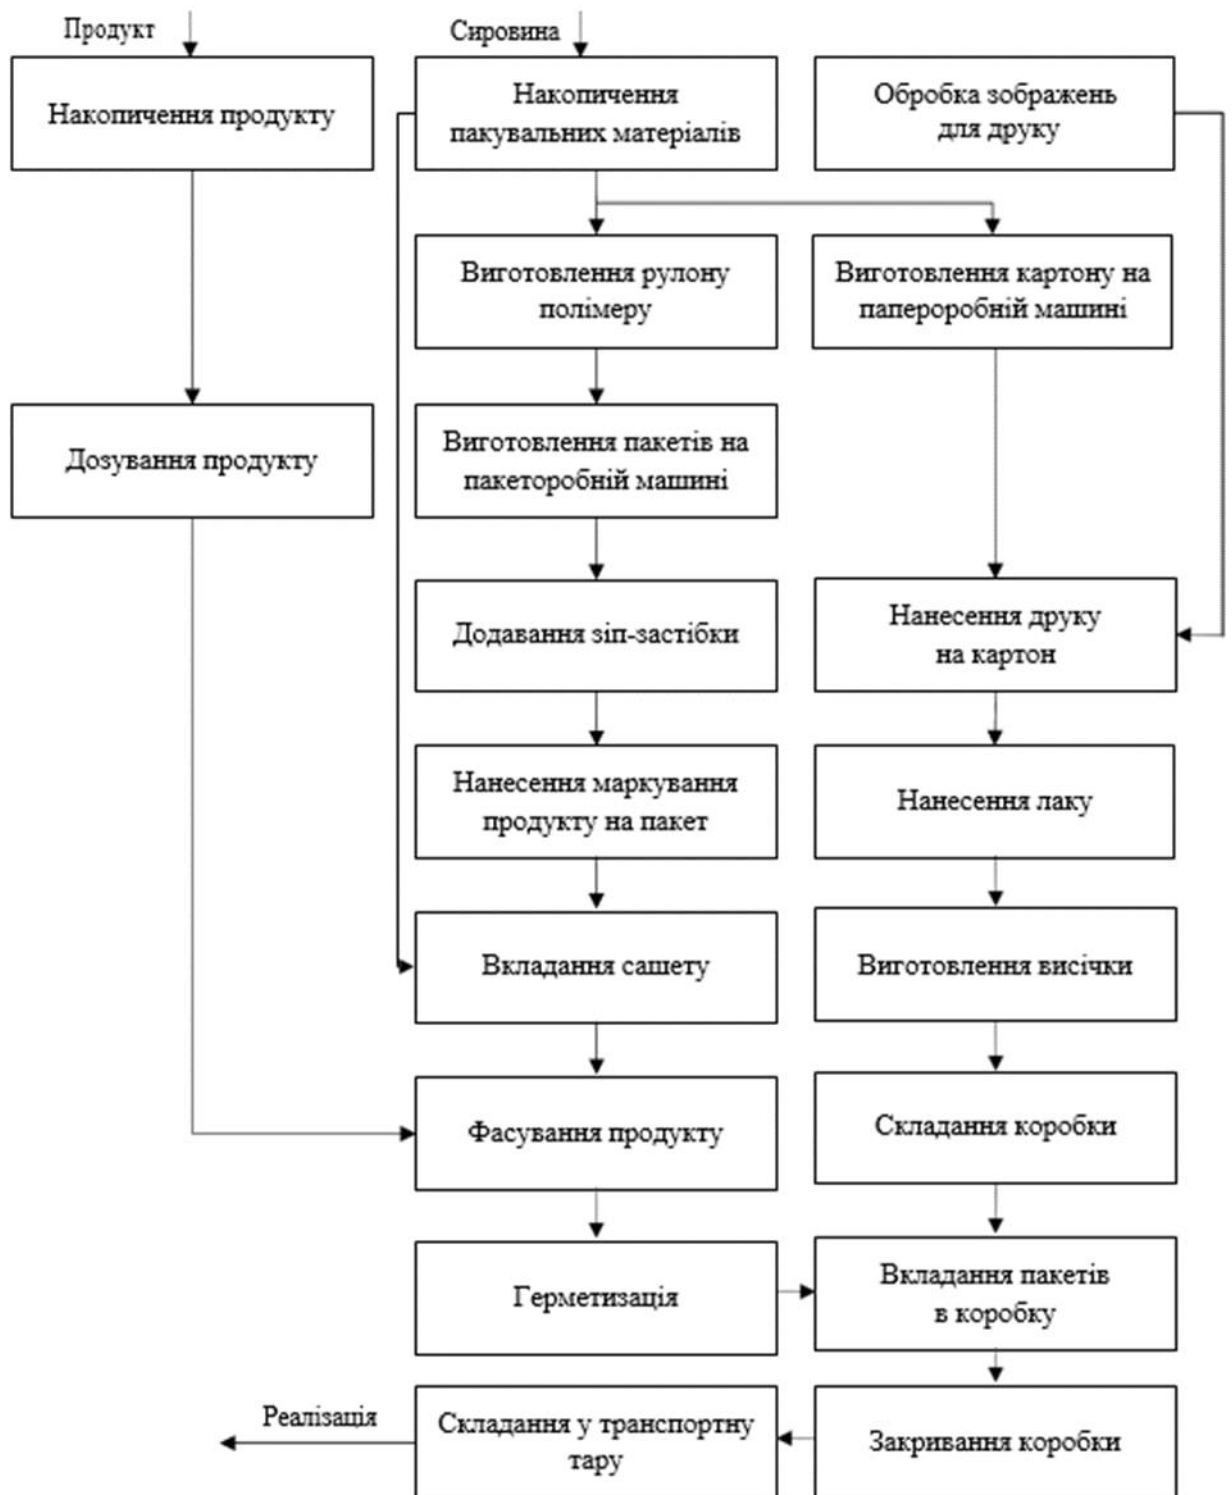 Продукт
Сировина
Накопичення продукту
Накопичення
пакувальних матеріалів
Обробка зображень
для друку
Виготовлення рулону
полімеру
Виготовлення картону на
папероробній машині
Дозування продукту
Виготовлення пакетів на
пакеторобній машині
Додавання зіп-застібки
Нанесення друку
на картон
Нанесення маркування
продукту на пакет
Нанесення лаку
Вкладання сашету
Виготовлення висічки
Фасування продукту
Складання коробки
Герметизація
Вкладання пакетів
в коробку
Реалізація
Складання у транспортну
тару
Закривання коробки